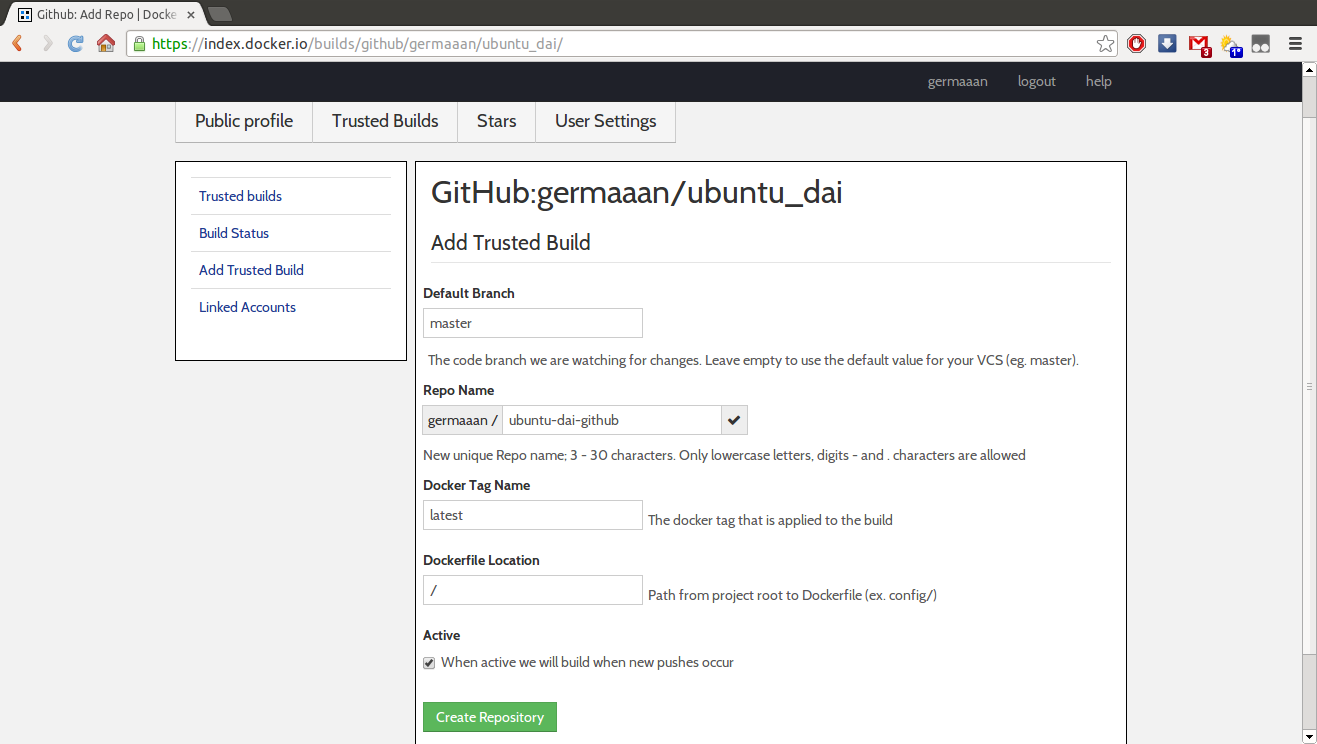 Github: Add Repo | Docke
https://index.docker.io/builds/github/germaaan/ubuntu_dai/
3
1°
germaaan logout help
Public profile Trusted Builds Stars User Settings
Trusted builds
Build Status
Add Trusted Build
Linked Accounts
GitHub:germaaan/ubuntu_dai
Add Trusted Build
Default Branch
master
The code branch we are watching for changes. Leave empty to use the default value for your VCS (eg. master).
Repo Name
germaaan / ubuntu-dai-github
New unique Repo name; 3 - 30 characters. Only lowercase letters, digits - and . characters are allowed
Docker Tag Name
latest The docker tag that is applied to the build
Dockerfile Location
/ Path from project root to Dockerfile (ex. config/)
Active
When active we will build when new pushes occur
Create Repository